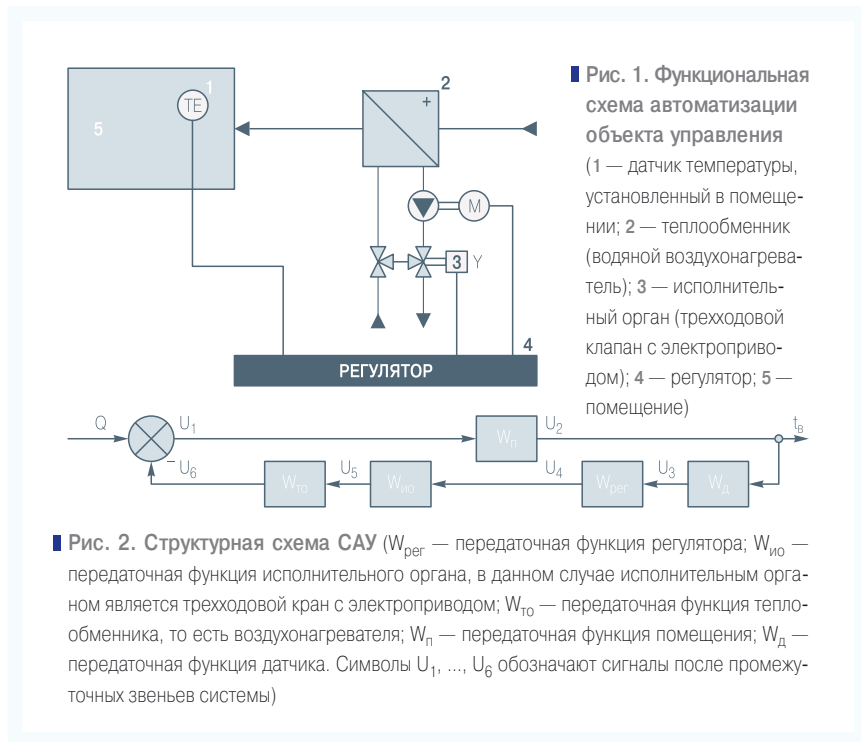 1
TE
5
2
+
M
3
Y
4
РЕГУЛЯТОР
Рис. 1. Функциональная
схема автоматизации
объекта управления
(1 — датчик температуры,
установленный в помеще-
нии; 2 — теплообменник
(водяной воздухонагрева-
тель); 3 — исполнитель-
ный орган (трехходовой
клапан с электроприво-
дом); 4 — регулятор; 5 —
помещение)
Q U₁ Wп U₂ tв
− U₆ Wто U₅ Wио U₄ Wрег U₃ Wд
Рис. 2. Структурная схема САУ (Wрег — передаточная функция регулятора; Wио —
передаточная функция исполнительного органа, в данном случае исполнительным орга-
ном является трехходовой кран с электроприводом; Wто — передаточная функция тепло-
обменника, то есть воздухонагревателя; Wп — передаточная функция помещения; Wд —
передаточная функция датчика. Символы U₁, ..., U₆ обозначают сигналы после промежу-
точных звеньев системы)